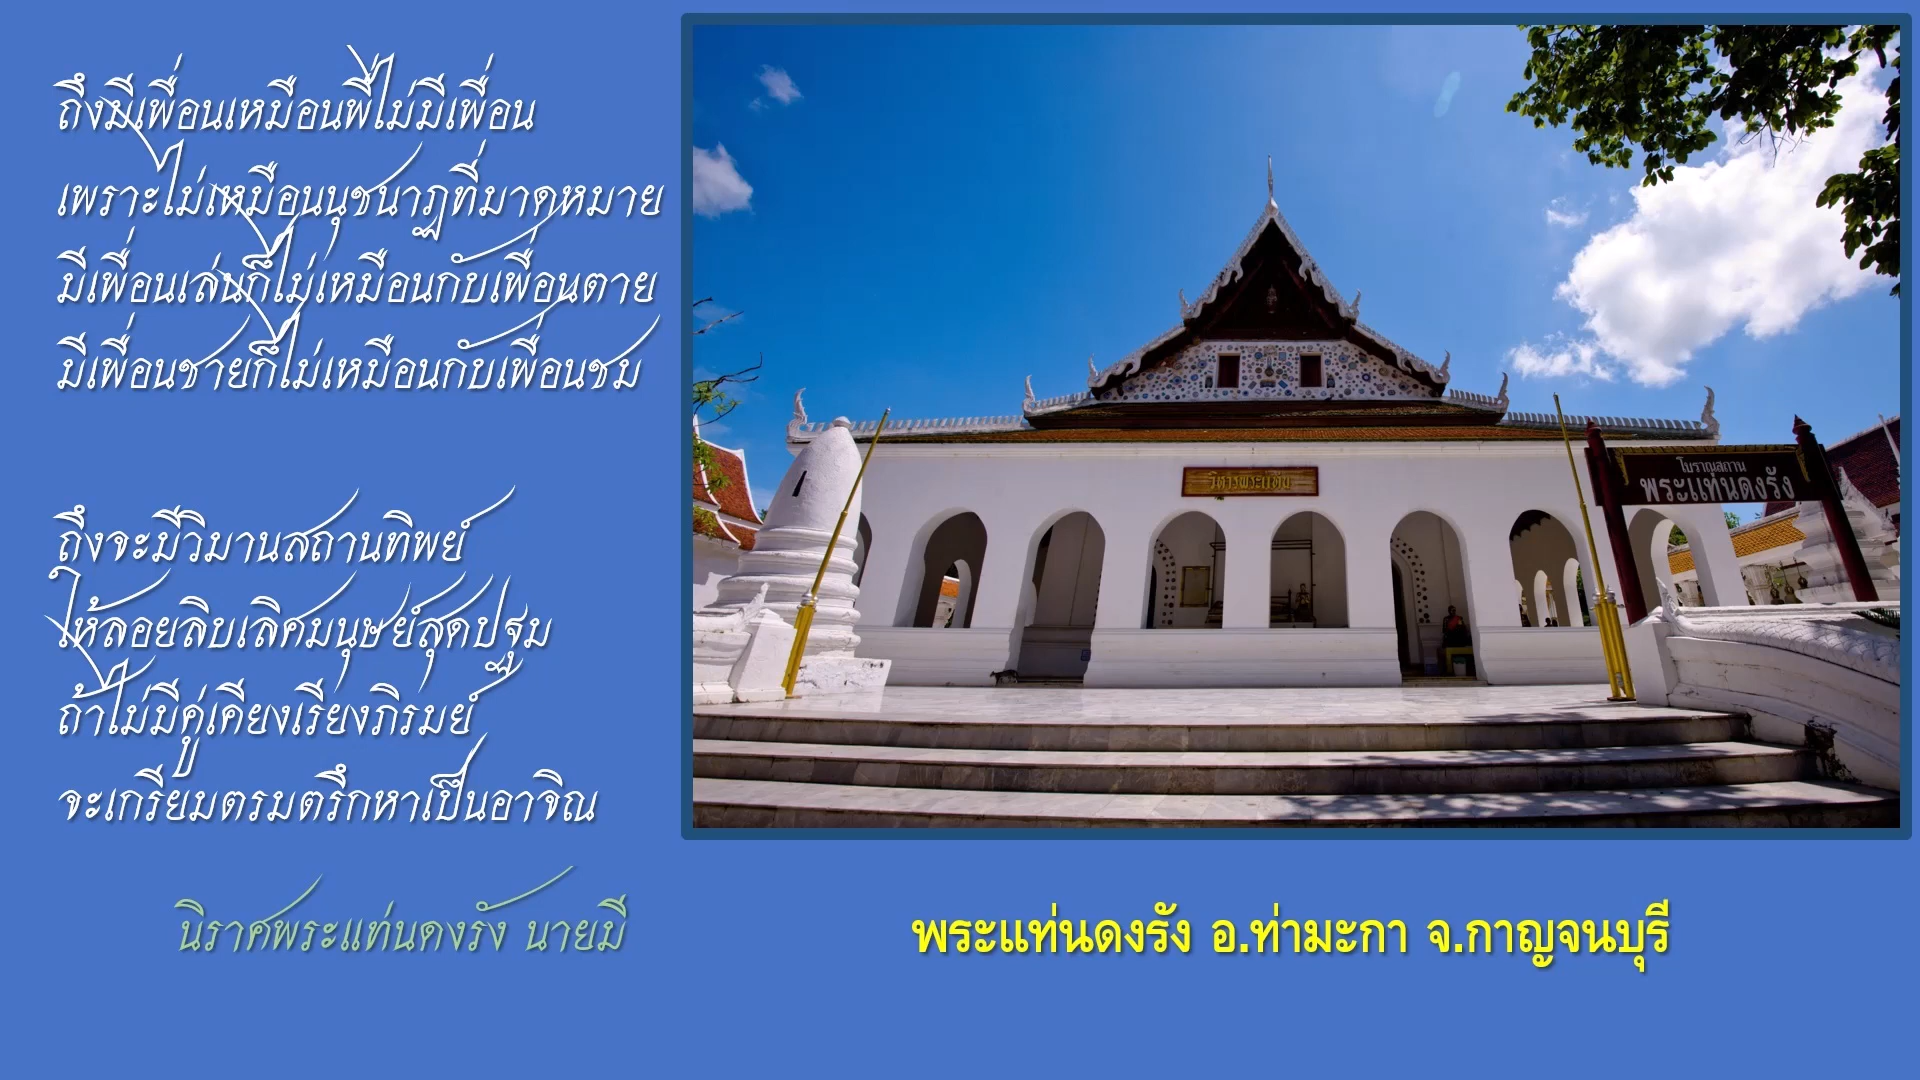 ถึงมีเพื่อนเหมือนพี่ไม่มีเพื่อน
เพราะไม่เหมือนนุชนาฏที่มาดหมาย
มีเพื่อนเล่นก็ไม่เหมือนกับเพื่อนตาย
มีเพื่อนชายก็ไม่เหมือนกับเพื่อนชม
ถึงจะมีวิมานสถานทิพย์
ให้ลอยลิบเลิศมนุษย์สุดปฐม
ถ้าไม่มีคู่เคียงเรียงภิรมย์
จะเกรียมตรมตรึกหาเป็นอาจิณ
นิราศพระแท่นดงรัง นายมี
วิหารพระแท่น
โบราณสถาน
พระแท่นดงรัง
พระแท่นดงรัง อ.ท่ามะกา จ.กาญจนบุรี